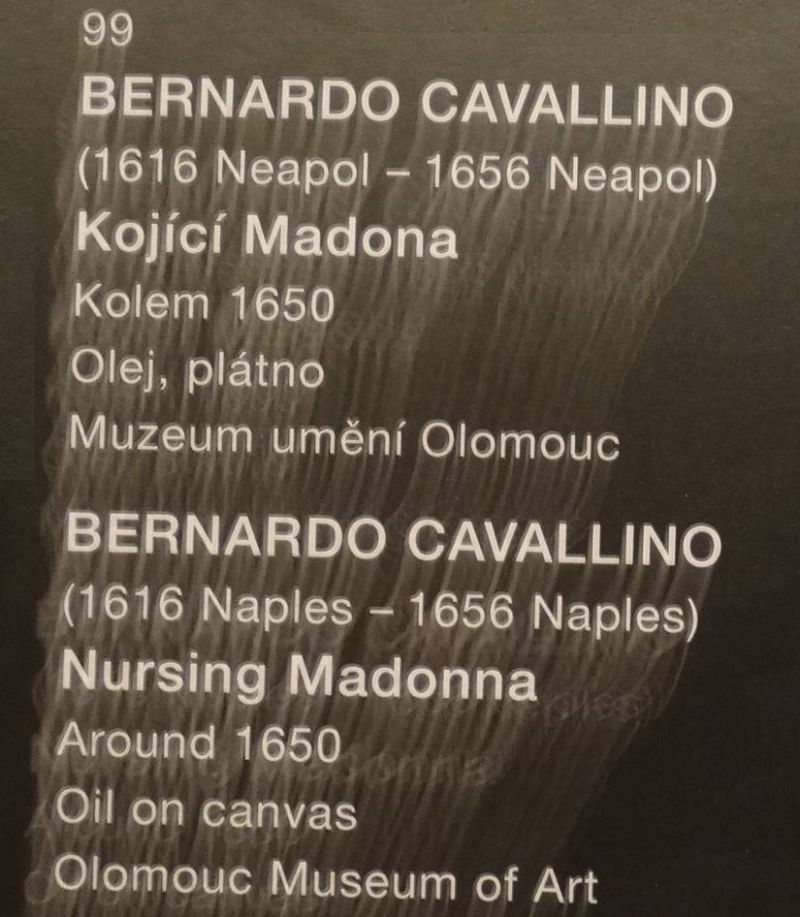 99
BERNARDO CAVALLINO
(1616 Neapol – 1656 Neapol)
Kojící Madona
Kolem 1650
Olej, plátno
Muzeum umění Olomouc
BERNARDO CAVALLINO
(1616 Naples – 1656 Naples)
Nursing Madonna
Around 1650
Oil on canvas
Olomouc Museum of Art